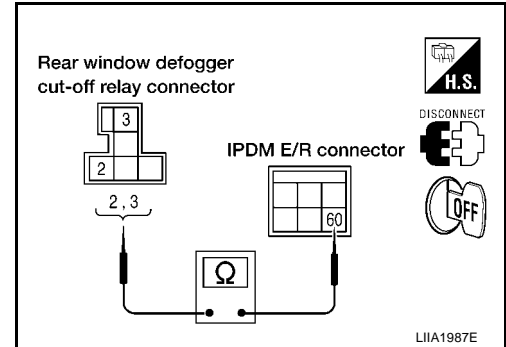 Rear window defogger
cut-off relay connector
3
2
2, 3
IPDM E/R connector
60
Ω
H.S.
DISCONNECT
OFF
LIIA1987E